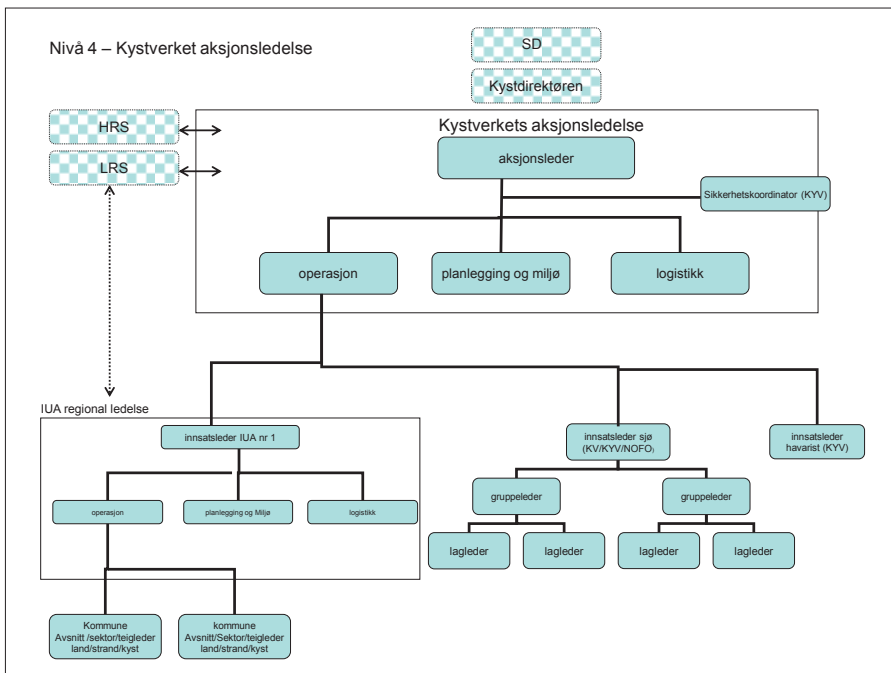 Nivå 4 – Kystverket aksjonsledelse
SD
Kystdirektøren
HRS
LRS
Kystverkets aksjonsledelse
aksjonsleder
Sikkerhetskoordinator (KYV)
operasjon
planlegging og miljø
logistikk
IUA regional ledelse
innsatsleder IUA nr 1
operasjon
planlegging og Miljø
logistikk
Kommune
Avsnitt /sektor/teigleder
land/strand/kyst
kommune
Avsnitt/Sektor/teigleder
land/strand/kyst
innsatsleder sjø
(KV/KYV/NOFO)
innsatsleder
havarist (KYV)
gruppeleder
gruppeleder
lagleder
lagleder
lagleder
lagleder